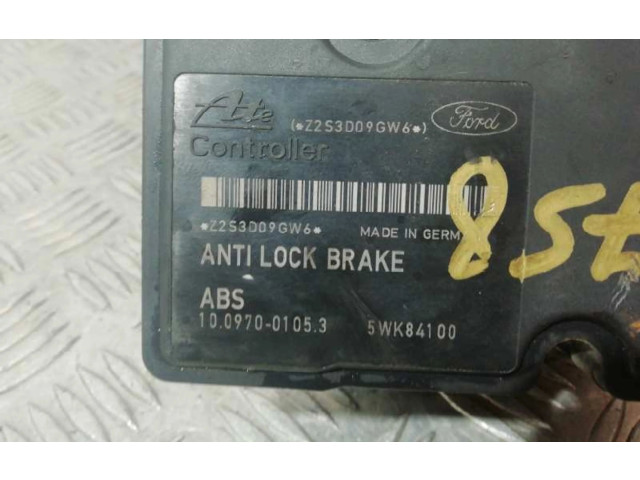 Ate (*Z2S3D09GW6*) Ford
Controller
*Z2S3D09GW6* MADE IN GERM
ANTI LOCK BRAKE
ABS
10.0970-0105.3 5WK84100